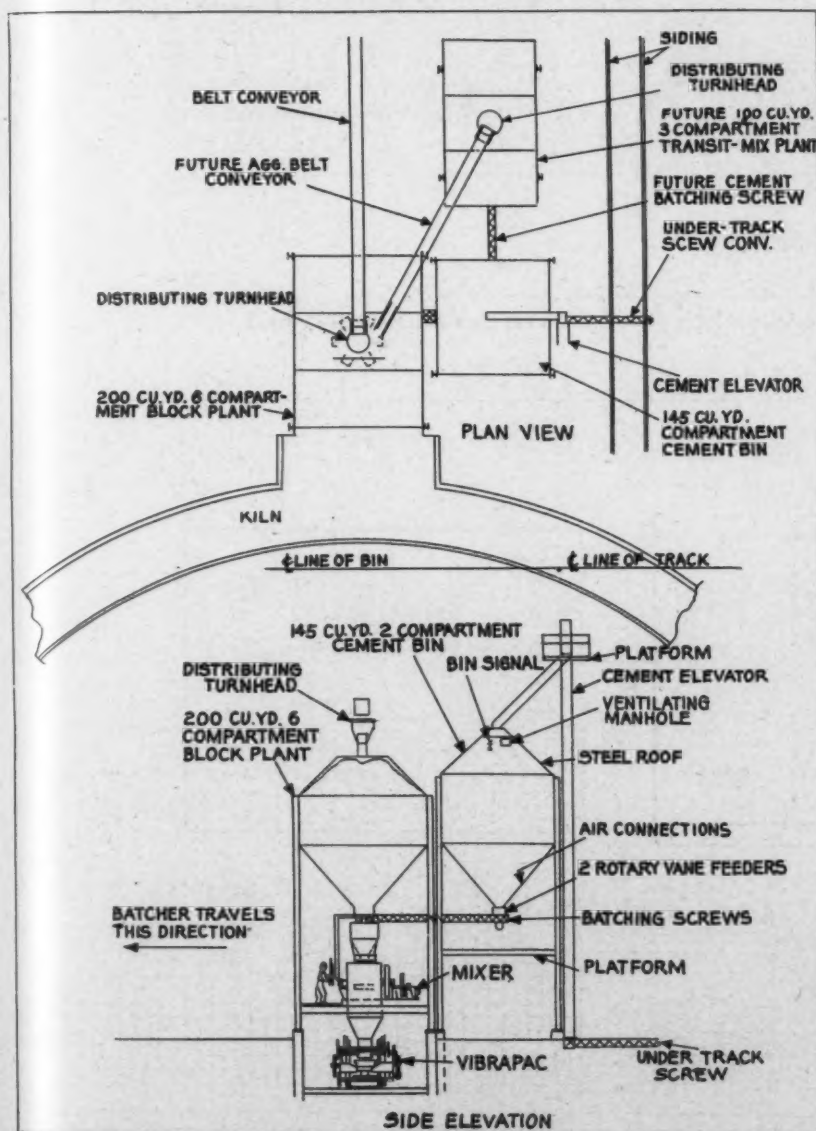 SIDING
DISTRIBUTING
TURNHEAD
BELT CONVEYOR
FUTURE 100 CU.YD.
3 COMPARTMENT
TRANSIT-MIX PLANT
FUTURE AGG. BELT
CONVEYOR
FUTURE CEMENT
BATCHING SCREW
UNDER-TRACK
SCEW CONV.
DISTRIBUTING TURNHEAD
CEMENT ELEVATOR
200 CU.YD. 6 COMPART-
MENT BLOCK PLANT
PLAN VIEW
145 CU.YD.
COMPARTMENT
CEMENT BIN
KILN
℄ LINE OF BIN
℄ LINE OF TRACK
145 CU.YD. 2 COMPARTMENT
CEMENT BIN
BIN SIGNAL
PLATFORM
CEMENT ELEVATOR
DISTRIBUTING
TURNHEAD
VENTILATING
MANHOLE
200 CU.YD. 6
COMPARTMENT
BLOCK PLANT
STEEL ROOF
AIR CONNECTIONS
2 ROTARY VANE FEEDERS
BATCHER TRAVELS
THIS DIRECTION
BATCHING SCREWS
MIXER
PLATFORM
VIBRAPAC
UNDER TRACK
SCREW
SIDE ELEVATION